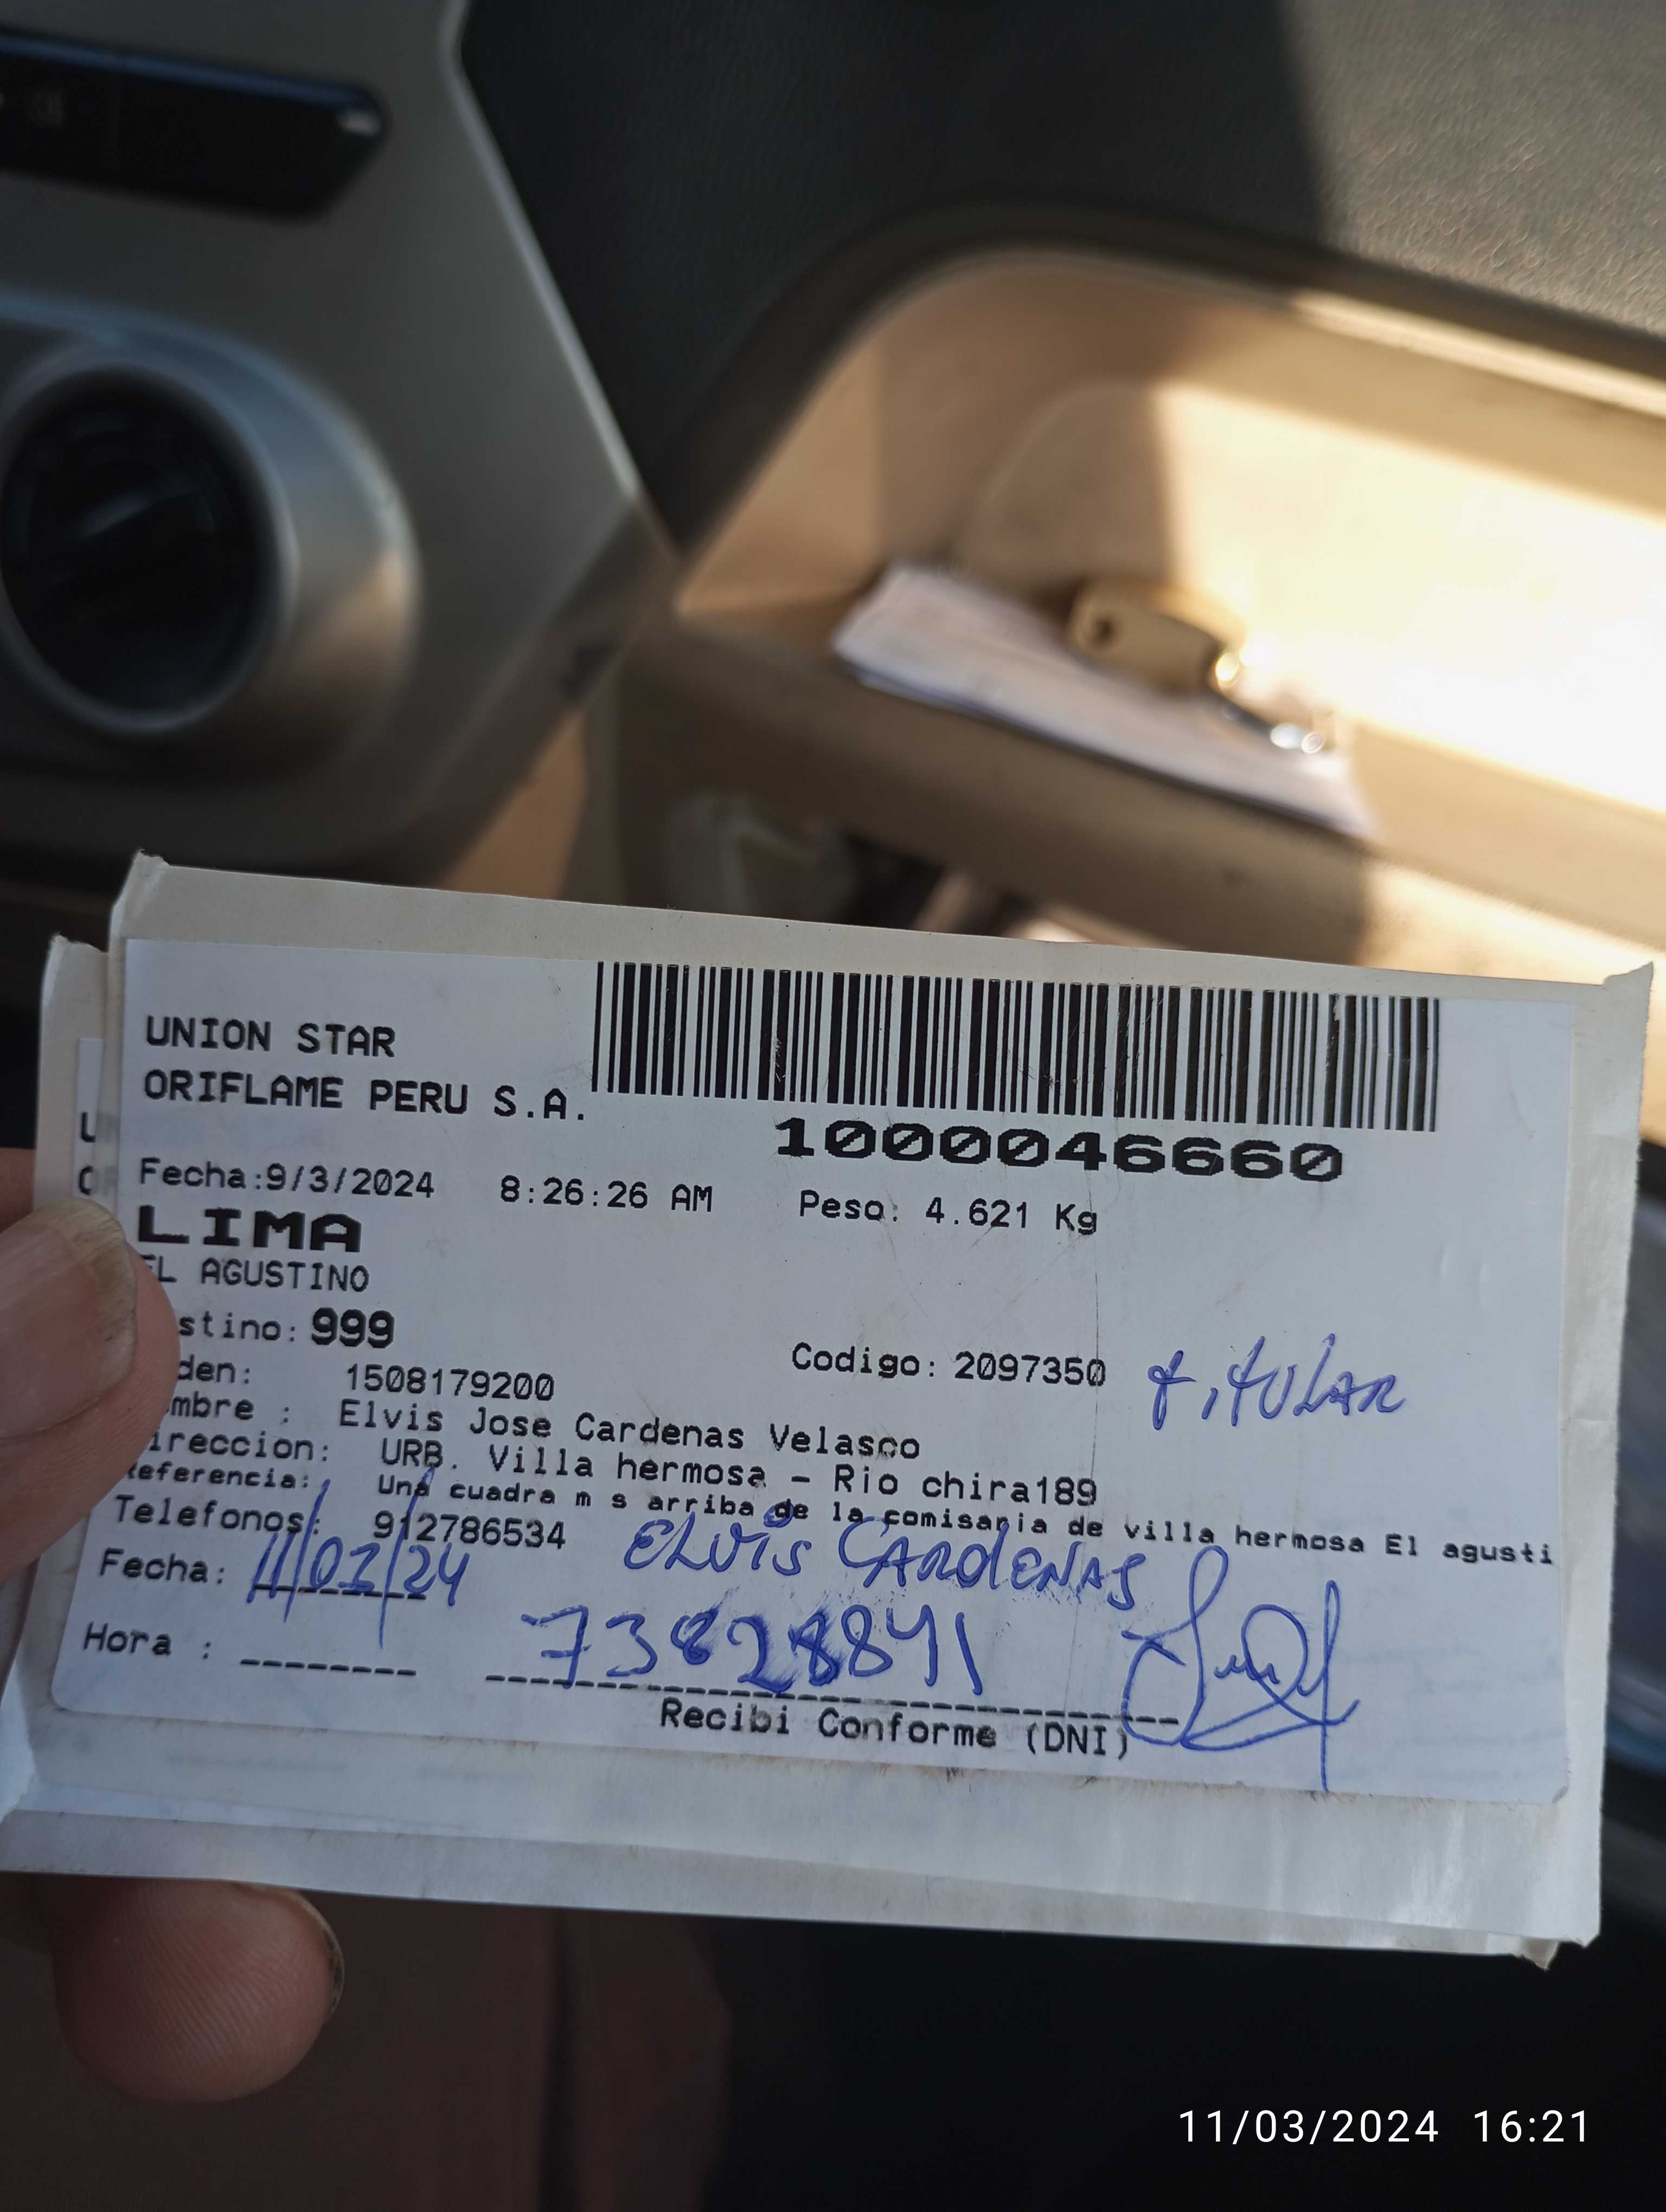 UNION STAR
ORIFLAME PERU S.A.
1000046660
Fecha:9/3/2024 8:26:26 AM Peso: 4.621 Kg
LIMA
EL AGUSTINO
stino: 999
den: 1508179200 Codigo: 2097350 titular
mbre : Elvis Jose Cardenas Velasco
ireccion: URB. Villa hermosa - Rio chira189
Referencia: Una cuadra m s arriba de la comisaria de villa hermosa El agusti
Telefonos: 912786534
ELVIS CARDENAS
Fecha: 11/03/24
Hora :
Recibi Conforme (DNI)
11/03/2024 16:21